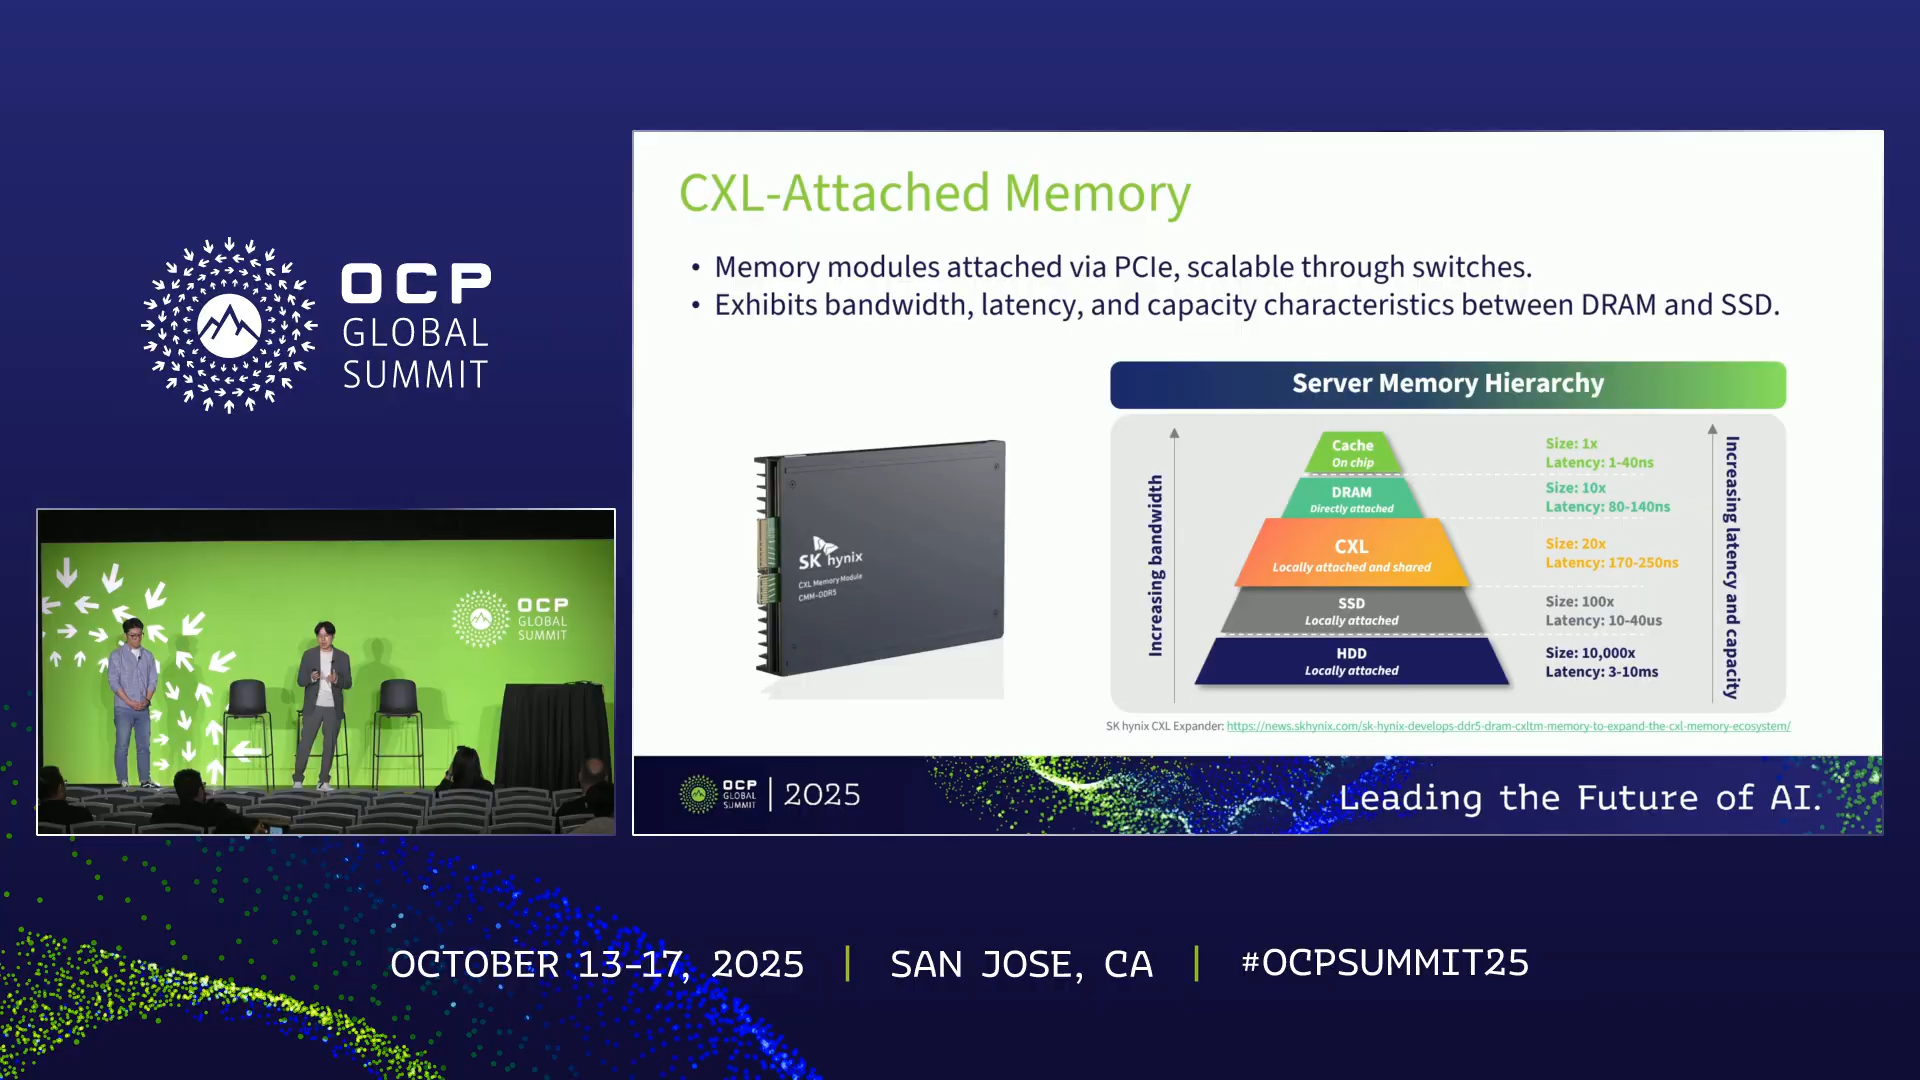 OCP
GLOBAL
SUMMIT
CXL-Attached Memory
• Memory modules attached via PCIe, scalable through switches.
• Exhibits bandwidth, latency, and capacity characteristics between DRAM and SSD.
SK hynix
CXL Memory Module
CMM-DDR5
Server Memory Hierarchy
Increasing bandwidth
Cache
On chip
Size: 1x
Latency: 1-40ns
DRAM
Directly attached
Size: 10x
Latency: 80-140ns
CXL
Locally attached and shared
Size: 20x
Latency: 170-250ns
SSD
Locally attached
Size: 100x
Latency: 10-40us
HDD
Locally attached
Size: 10,000x
Latency: 3-10ms
Increasing latency and capacity
SK hynix CXL Expander: https://news.skhynix.com/sk-hynix-develops-ddr5-dram-cxltm-memory-to-expand-the-cxl-memory-ecosystem/
OCP
GLOBAL
SUMMIT
2025
Leading the Future of AI.
OCP
GLOBAL
SUMMIT
OCTOBER 13-17, 2025 | SAN JOSE, CA | #OCPSUMMIT25